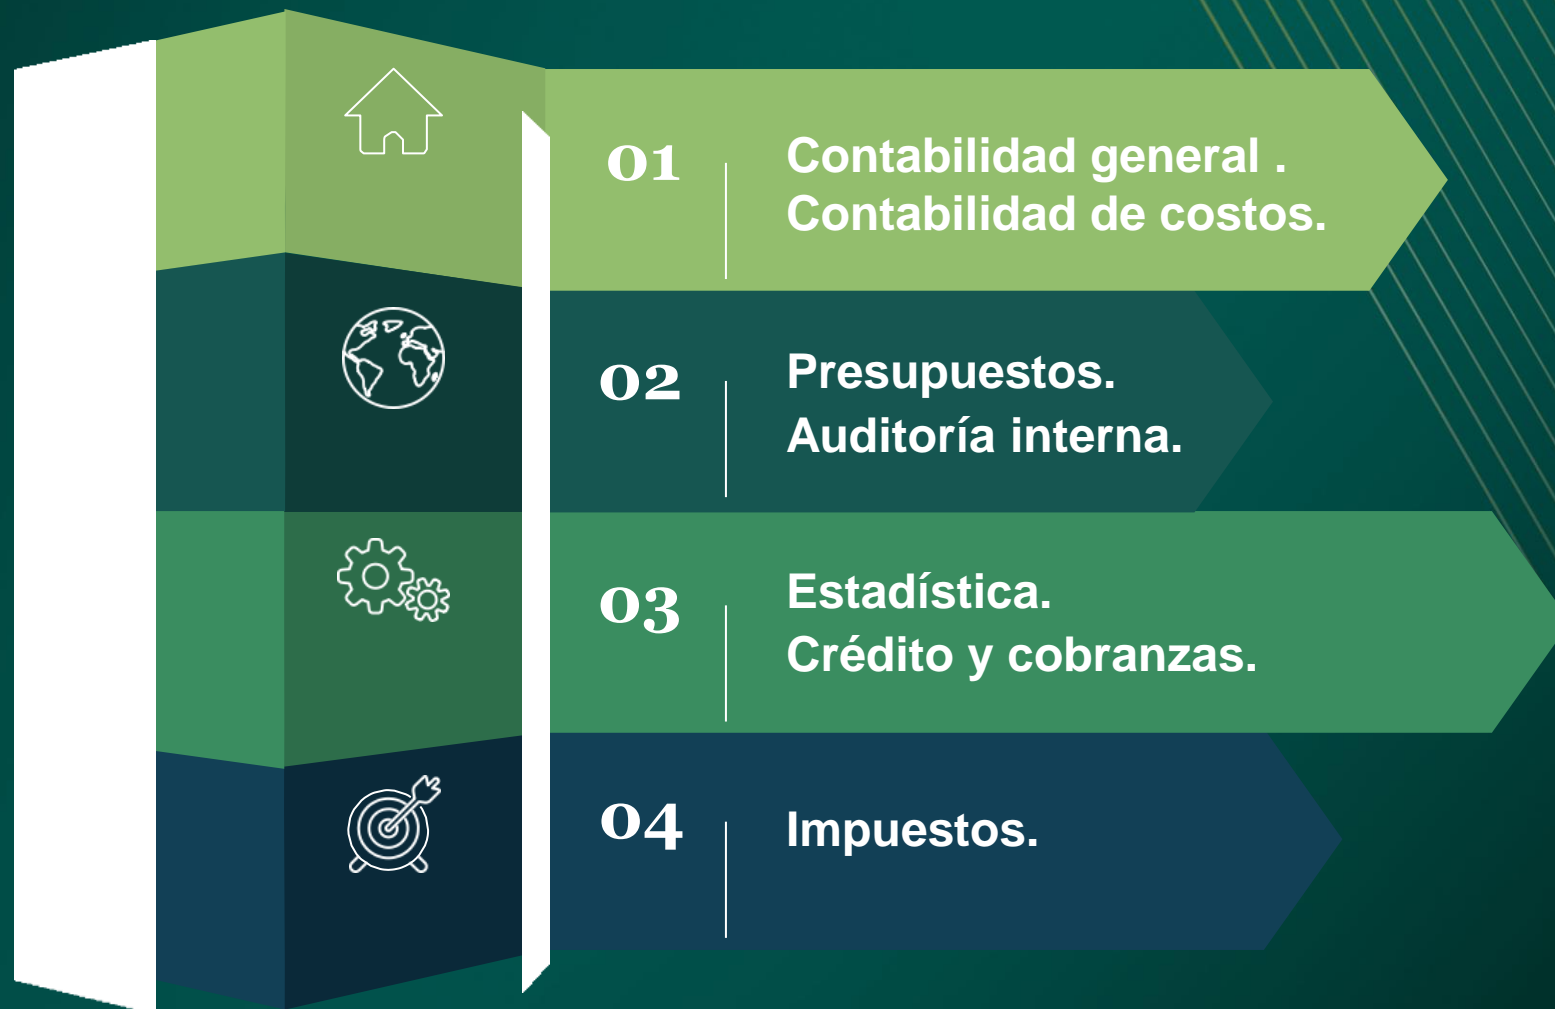 01
Contabilidad general .
Contabilidad de costos.
02
Presupuestos.
Auditoría interna.
03
Estadística.
Crédito y cobranzas.
04
Impuestos.